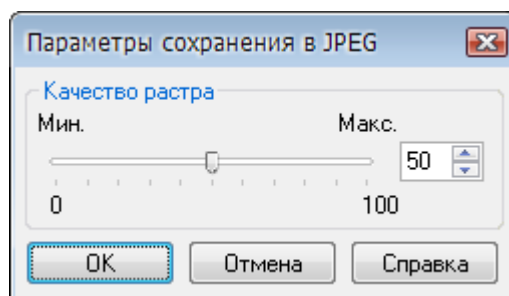 Параметры сохранения в JPEG
Качество растра
Мин. Макс.
50
0 100
OK Отмена Справка